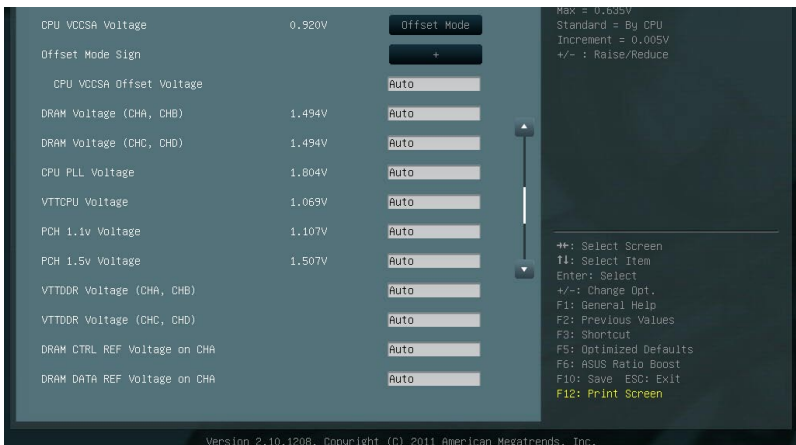 CPU VCCSA Voltage 0.920V Offset Mode
Offset Mode Sign +
CPU VCCSA Offset Voltage Auto
DRAM Voltage (CHA, CHB) 1.494V Auto
DRAM Voltage (CHC, CHD) 1.494V Auto
CPU PLL Voltage 1.804V Auto
VTTCPU Voltage 1.069V Auto
PCH 1.1v Voltage 1.107V Auto
PCH 1.5v Voltage 1.507V Auto
VTTDDR Voltage (CHA, CHB) Auto
VTTDDR Voltage (CHC, CHD) Auto
DRAM CTRL REF Voltage on CHA Auto
DRAM DATA REF Voltage on CHA Auto
Max = 0.635V
Standard = By CPU
Increment = 0.005V
+/- : Raise/Reduce
→←: Select Screen
↑↓: Select Item
Enter: Select
+/-: Change Opt.
F1: General Help
F2: Previous Values
F3: Shortcut
F5: Optimized Defaults
F6: ASUS Ratio Boost
F10: Save ESC: Exit
F12: Print Screen
Version 2.10.1208. Copyright (C) 2011 American Megatrends, Inc.